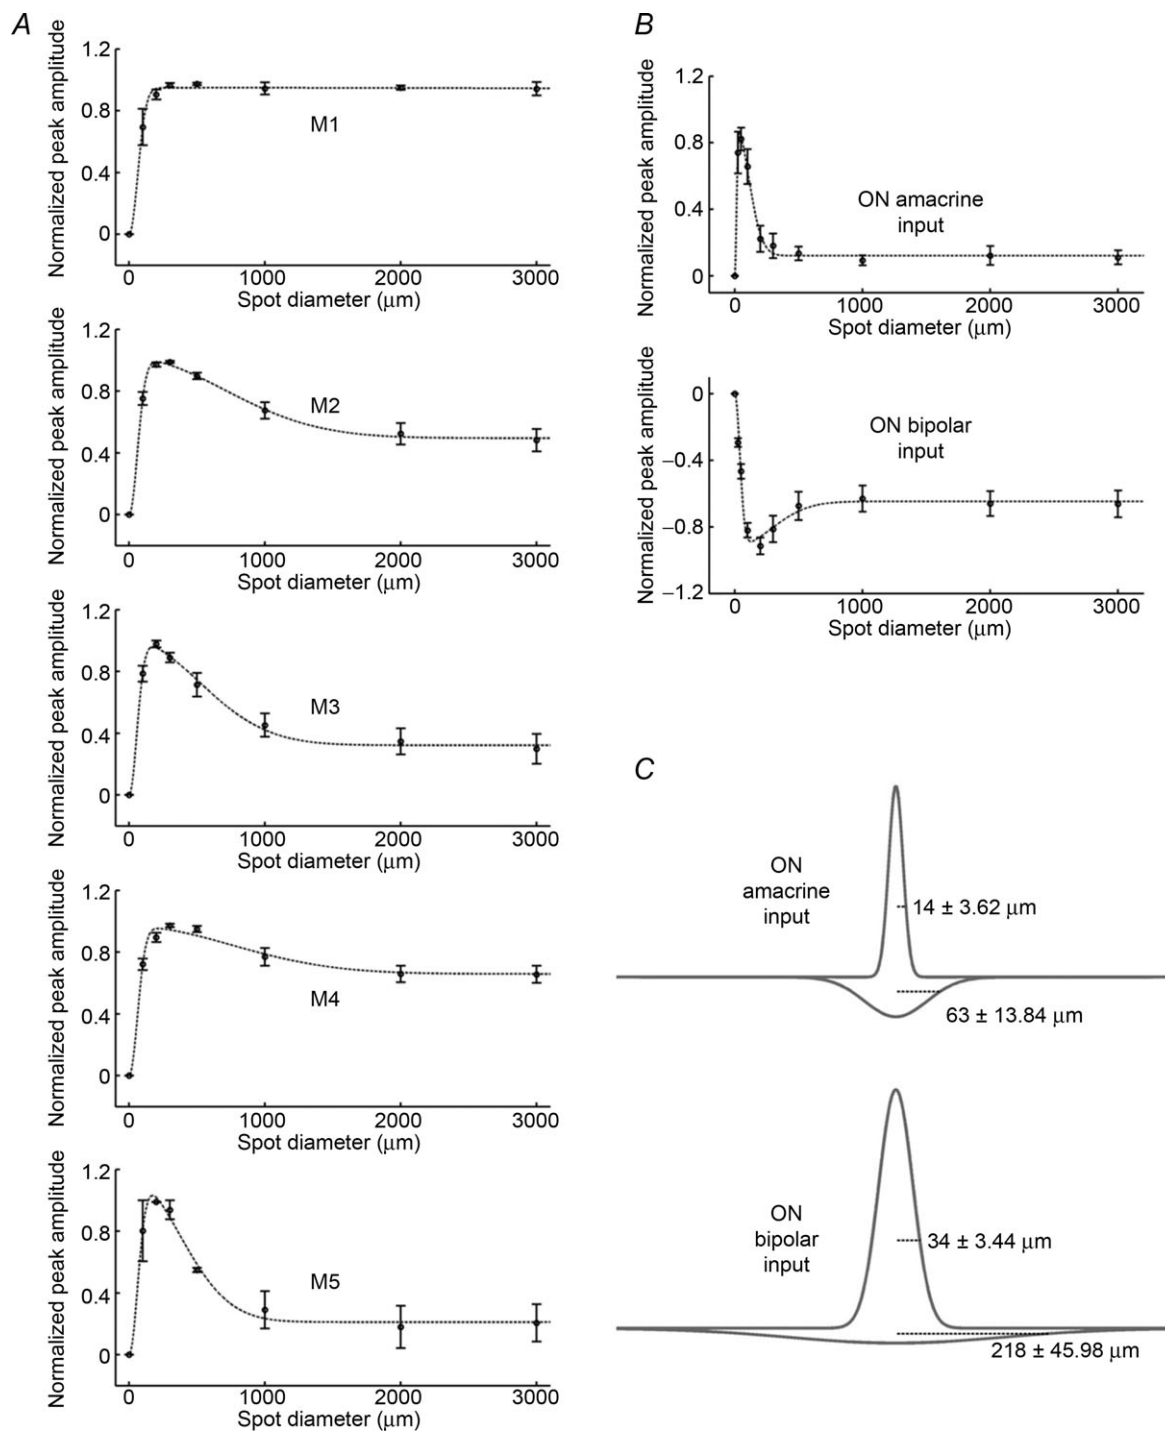 A
Normalized peak amplitude
1.2
0.8
0.4
0
M1
0
1000
2000
3000
Spot diameter (μm)
Normalized peak amplitude
1.2
0.8
0.4
0
M2
0
1000
2000
3000
Spot diameter (μm)
Normalized peak amplitude
1.2
0.8
0.4
0
M3
0
1000
2000
3000
Spot diameter (μm)
Normalized peak amplitude
1.2
0.8
0.4
0
M4
0
1000
2000
3000
Spot diameter (μm)
Normalized peak amplitude
1.2
0.8
0.4
0
M5
0
1000
2000
3000
Spot diameter (μm)
B
Normalized peak amplitude
1.2
0.8
0.4
0
ON amacrine
input
0
1000
2000
3000
Spot diameter (μm)
Normalized peak amplitude
0
−0.4
−0.8
−1.2
ON bipolar
input
0
1000
2000
3000
Spot diameter (μm)
C
ON
amacrine
input
14 ± 3.62 μm
63 ± 13.84 μm
ON
bipolar
input
34 ± 3.44 μm
218 ± 45.98 μm